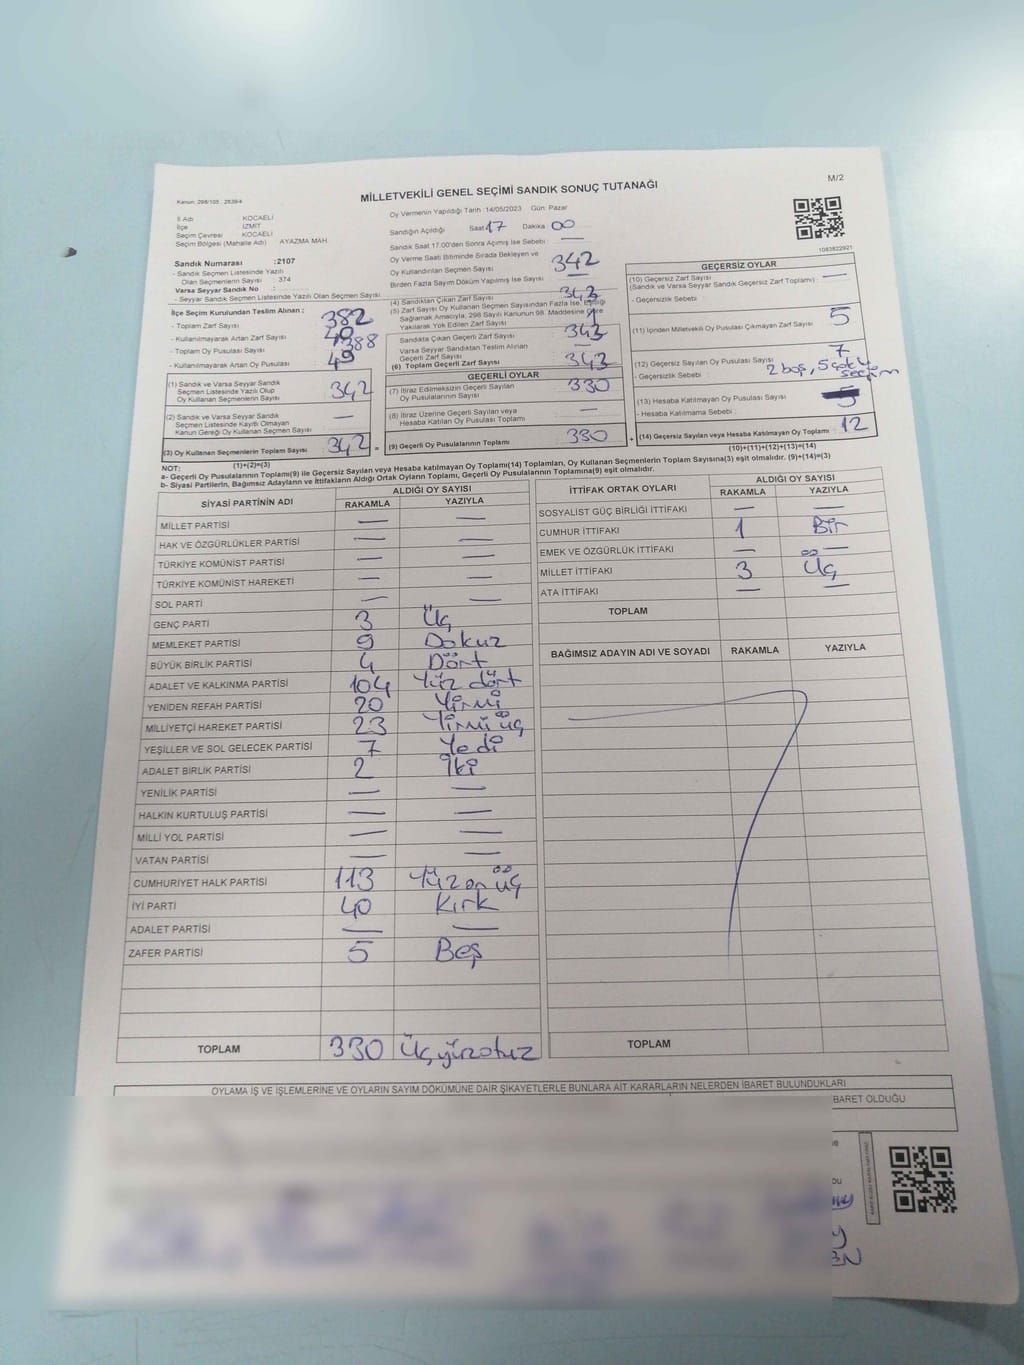 Kanun: 298/105 , 2839/4
MİLLETVEKİLİ GENEL SEÇİMİ SANDIK SONUÇ TUTANAĞI
M/2
İl Adı KOCAELİ
İlçe İZMİT
Seçim Çevresi KOCAELİ
Seçim Bölgesi (Mahalle Adı) AYAZMA MAH.
Sandık Numarası :2107
- Sandık Seçmen Listesinde Yazılı
Olan Seçmenlerin Sayısı : 374
Varsa Seyyar Sandık No :
- Seyyar Sandık Seçmen Listesinde Yazılı Olan Seçmen Sayısı :
İlçe Seçim Kurulundan Teslim Alınan :
- Toplam Zarf Sayısı 382
- Kullanılmayarak Artan Zarf Sayısı 40
- Toplam Oy Pusulası Sayısı 388
- Kullanılmayarak Artan Oy Pusulası 49
(1) Sandık ve Varsa Seyyar Sandık
Seçmen Listesinde Yazılı Olup
Oy Kullanan Seçmenlerin Sayısı 342
(2) Sandık ve Varsa Seyyar Sandık
Seçmen Listesinde Kayıtlı Olmayan
Kanun Gereği Oy Kullanan Seçmen Sayısı —
(3) Oy Kullanan Seçmenlerin Toplam Sayısı 342
(1)+(2)=(3)
Oy Vermenin Yapıldığı Tarih : 14/05/2023 Gün: Pazar
Sandığın Açıldığı Saat 17 Dakika 00
Sandık Saat 17.00'den Sonra Açımış İse Sebebi : —
Oy Verme Saati Bitiminde Sırada Bekleyen ve
Oy Kullandırılan Seçmen Sayısı 342
Birden Fazla Sayım Döküm Yapılmış İse Sayısı : —
(4) Sandıktan Çıkan Zarf Sayısı 343
(5) Zarf Sayısı Oy Kullanan Seçmen Sayısından Fazla İse, Eşitliği
Sağlamak Amacıyla, 298 Sayılı Kanunun 98. Maddesine Göre
Yakılarak Yok Edilen Zarf Sayısı 1
Sandıkta Çıkan Geçerli Zarf Sayısı 343
Varsa Seyyar Sandıktan Teslim Alınan
Geçerli Zarf Sayısı —
(6) Toplam Geçerli Zarf Sayısı 343
GEÇERLİ OYLAR
(7) İtiraz Edilmeksizin Geçerli Sayılan
Oy Pusulalarının Sayısı 330
(8) İtiraz Üzerine Geçerli Sayılan veya
Hesaba Katılan Oy Pusulası Toplamı —
= (9) Geçerli Oy Pusulalarının Toplamı 330 +
1083822921
GEÇERSİZ OYLAR
(10) Geçersiz Zarf Sayısı —
(Sandık ve Varsa Seyyar Sandık Geçersiz Zarf Toplamı) :
- Geçersizlik Sebebi
(11) İçinden Milletvekili Oy Pusulası Çıkmayan Zarf Sayısı 5
(12) Geçersiz Sayılan Oy Pusulası Sayısı 7
- Geçersizlik Sebebi : 2 boş, 5 çoklu
seçim
(13) Hesaba Katılmayan Oy Pusulası Sayısı
- Hesaba Katılmama Sebebi :
(14) Geçersiz Sayılan veya Hesaba Katılmayan Oy Toplamı : 12
(10)+(11)+(12)+(13)=(14)
NOT:
a- Geçerli Oy Pusulalarının Toplamı(9) ile Geçersiz Sayılan veya Hesaba katılmayan Oy Toplamı(14) Toplamları, Oy Kullanan Seçmenlerin Toplam Sayısına(3) eşit olmalıdır. (9)+(14)=(3)
b- Siyasi Partilerin, Bağımsız Adayların ve İttifakların Aldığı Ortak Oyların Toplamı, Geçerli Oy Pusulalarının Toplamına(9) eşit olmalıdır.
SİYASİ PARTİNİN ADI ALDIĞI OY SAYISI
RAKAMLA YAZIYLA
MİLLET PARTİSİ — —
HAK VE ÖZGÜRLÜKLER PARTİSİ — —
TÜRKİYE KOMÜNİST PARTİSİ — —
TÜRKİYE KOMÜNİST HAREKETİ — —
SOL PARTİ — —
GENÇ PARTİ 3 Üç
MEMLEKET PARTİSİ 9 Dokuz
BÜYÜK BİRLİK PARTİSİ 4 Dört
ADALET VE KALKINMA PARTİSİ 104 Yüz dört
YENİDEN REFAH PARTİSİ 20 Yirmi
MİLLİYETÇİ HAREKET PARTİSİ 23 Yirmi üç
YEŞİLLER VE SOL GELECEK PARTİSİ 7 Yedi
ADALET BİRLİK PARTİSİ 2 İki
YENİLİK PARTİSİ — —
HALKIN KURTULUŞ PARTİSİ — —
MİLLİ YOL PARTİSİ — —
VATAN PARTİSİ — —
CUMHURİYET HALK PARTİSİ 113 Yüz on üç
İYİ PARTİ 40 Kırk
ADALET PARTİSİ — —
ZAFER PARTİSİ 5 Beş
TOPLAM 330 Üçyüzotuz
İTTİFAK ORTAK OYLARI ALDIĞI OY SAYISI
RAKAMLA YAZIYLA
SOSYALİST GÜÇ BİRLİĞİ İTTİFAKI — —
CUMHUR İTTİFAKI 1 Bir
EMEK VE ÖZGÜRLÜK İTTİFAKI — —
MİLLET İTTİFAKI 3 Üç
ATA İTTİFAKI — —
TOPLAM
BAĞIMSIZ ADAYIN ADI VE SOYADI RAKAMLA YAZIYLA
TOPLAM
OYLAMA İŞ VE İŞLEMLERİNE VE OYLARIN SAYIM DÖKÜMÜNE DAİR ŞİKAYETLERLE BUNLARA AİT KARARLARIN NELERDEN İBARET BULUNDUKLARI
BARET OLDUĞU